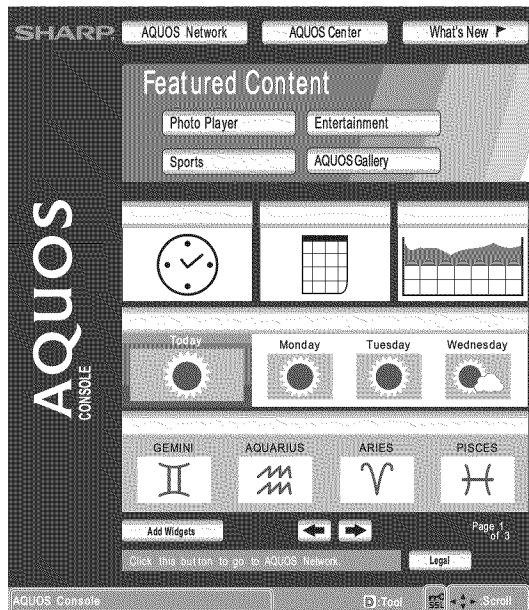 SHARP
AQUOS Network
AQUOS Center
What's New
Featured Content
Photo Player
Entertainment
Sports
AQUOS Gallery
AQUOS
CONSOLE
Today
Monday
Tuesday
Wednesday
GEMINI
AQUARIUS
ARIES
PISCES
Add Widgets
Page 1
of 3
Click this button to go to AQUOS Network.
Legal
AQUOS Console
D:Tool
:Scroll